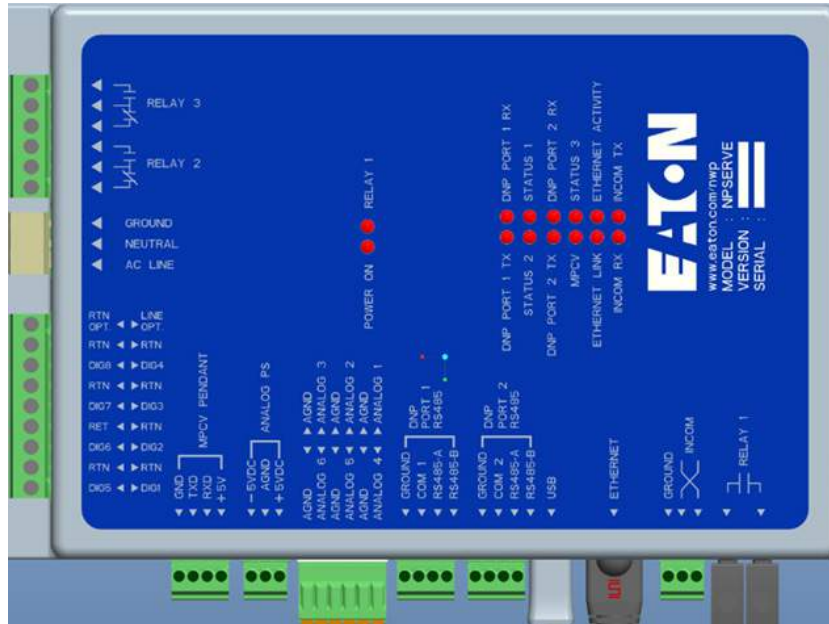 RELAY 3
RELAY 2
GROUND
NEUTRAL
AC LINE
RTN OPT.
LINE OPT.
RTN
RTN
DIG8
DIG4
RTN
RTN
DIG7
DIG3
RET
RTN
DIG6
DIG2
RTN
RTN
DIG5
DIG1
MPCV PENDANT
GND
TXD
RXD
+5V
ANALOG PS
-5VDC
AGND
+5VDC
AGND
AGND
ANALOG 6
ANALOG 3
AGND
AGND
ANALOG 5
ANALOG 2
AGND
AGND
ANALOG 4
ANALOG 1
POWER ON
RELAY 1
GROUND
COM 1
RS485-A
RS485-B
DNP
PORT 1
RS485
GROUND
COM 2
RS485-A
RS485-B
DNP
PORT 2
RS485
USB
ETHERNET
GROUND
INCOM
RELAY 1
DNP PORT 1 TX
DNP PORT 1 RX
STATUS 2
STATUS 1
DNP PORT 2 TX
DNP PORT 2 RX
MPCV
STATUS 3
ETHERNET LINK
ETHERNET ACTIVITY
INCOM RX
INCOM TX
EATON
www.eaton.com/nwp
MODEL : NPSERVE
VERSION :
SERIAL :